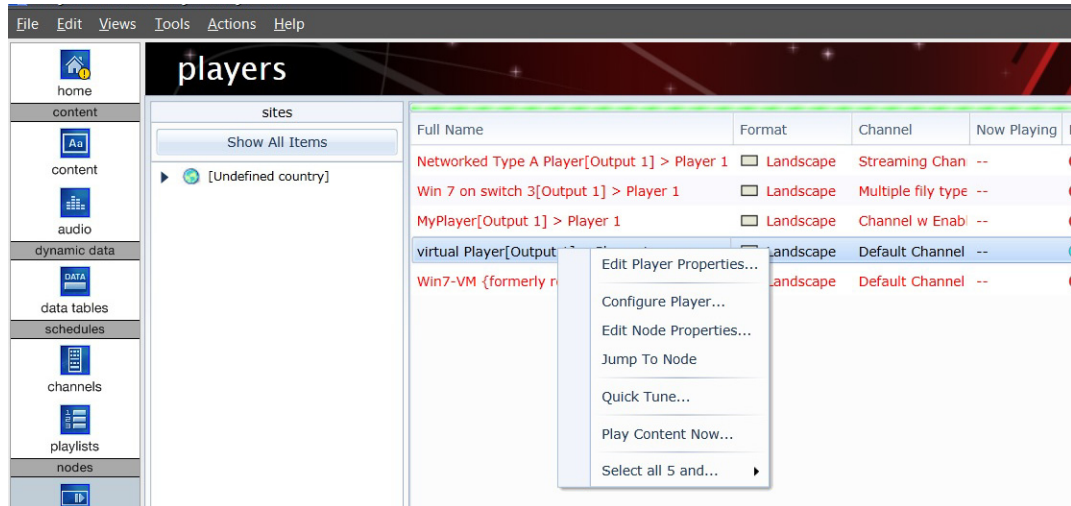 File Edit Views Tools Actions Help
home
content
content
audio
dynamic data
DATA
data tables
schedules
channels
playlists
nodes
players
sites
Show All Items
[Undefined country]
Full Name Format Channel Now Playing
Networked Type A Player[Output 1] > Player 1 Landscape Streaming Chan --
Win 7 on switch 3[Output 1] > Player 1 Landscape Multiple fily type --
MyPlayer[Output 1] > Player 1 Landscape Channel w Enabl --
virtual Player[Output Landscape Default Channel --
Win7-VM {formerly Landscape Default Channel --
Edit Player Properties...
Configure Player...
Edit Node Properties...
Jump To Node
Quick Tune...
Play Content Now...
Select all 5 and...